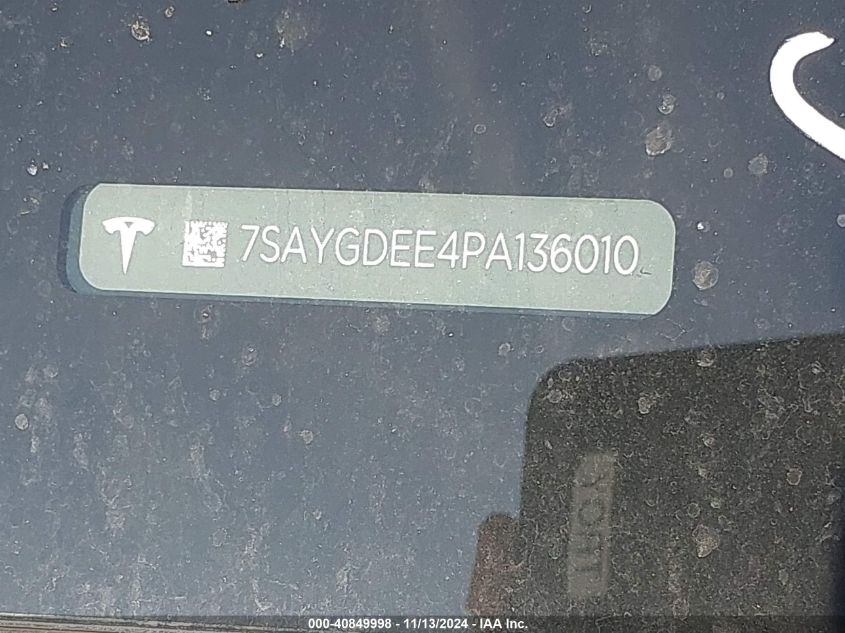 7SAYGDEE4PA136010
000-40849998 - 11/13/2024 - IAA Inc.